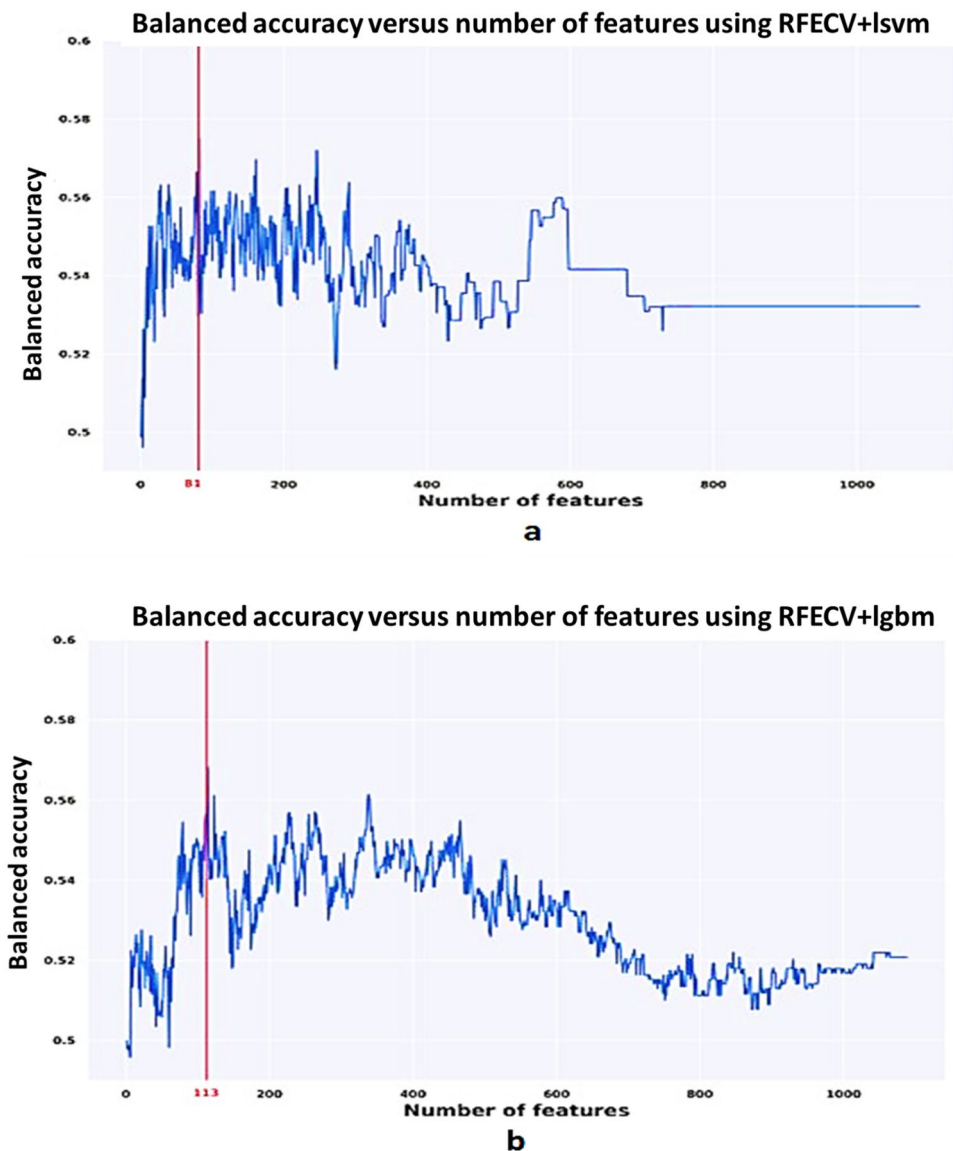 Balanced accuracy versus number of features using RFECV+lsvm
0.6
0.58
0.56
0.54
0.52
0.5
Balanced accuracy
0 81 200 400 600 800 1000
Number of features
a
Balanced accuracy versus number of features using RFECV+lgbm
0.6
0.58
0.56
0.54
0.52
0.5
Balanced accuracy
0 113 200 400 600 800 1000
Number of features
b